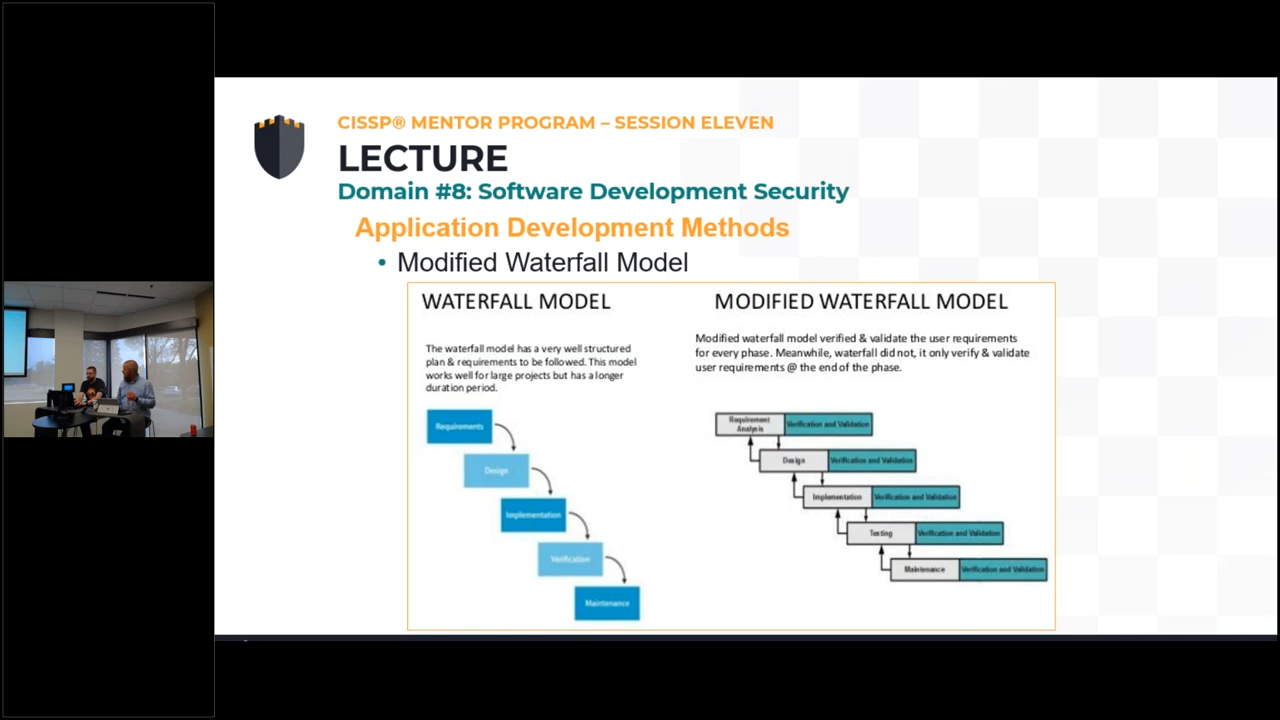 CISSP® MENTOR PROGRAM – SESSION ELEVEN
LECTURE
Domain #8: Software Development Security
Application Development Methods
• Modified Waterfall Model
WATERFALL MODEL
The waterfall model has a very well structured
plan & requirements to be followed. This model
works well for large projects but has a longer
duration period.
Requirements
Design
Implementation
Verification
Maintenance
MODIFIED WATERFALL MODEL
Modified waterfall model verified & validate the user requirements
for every phase. Meanwhile, waterfall did not, it only verify & validate
user requirements @ the end of the phase.
Requirement
Analysis
Verification and Validation
Design
Verification and Validation
Implementation
Verification and Validation
Testing
Verification and Validation
Maintenance
Verification and Validation